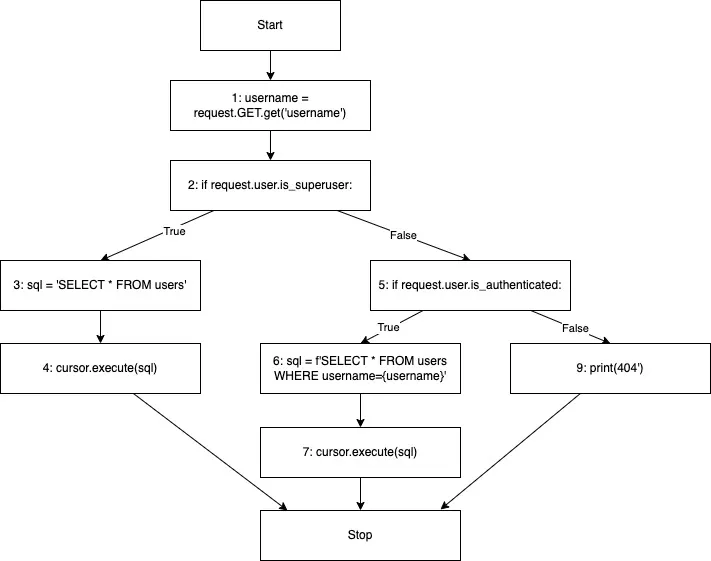 Start
1: username =
request.GET.get('username')
2: if request.user.is_superuser:
True
False
3: sql = 'SELECT * FROM users'
5: if request.user.is_authenticated:
True
False
4: cursor.execute(sql)
6: sql = f'SELECT * FROM users
WHERE username={username}'
9: print(404')
7: cursor.execute(sql)
Stop